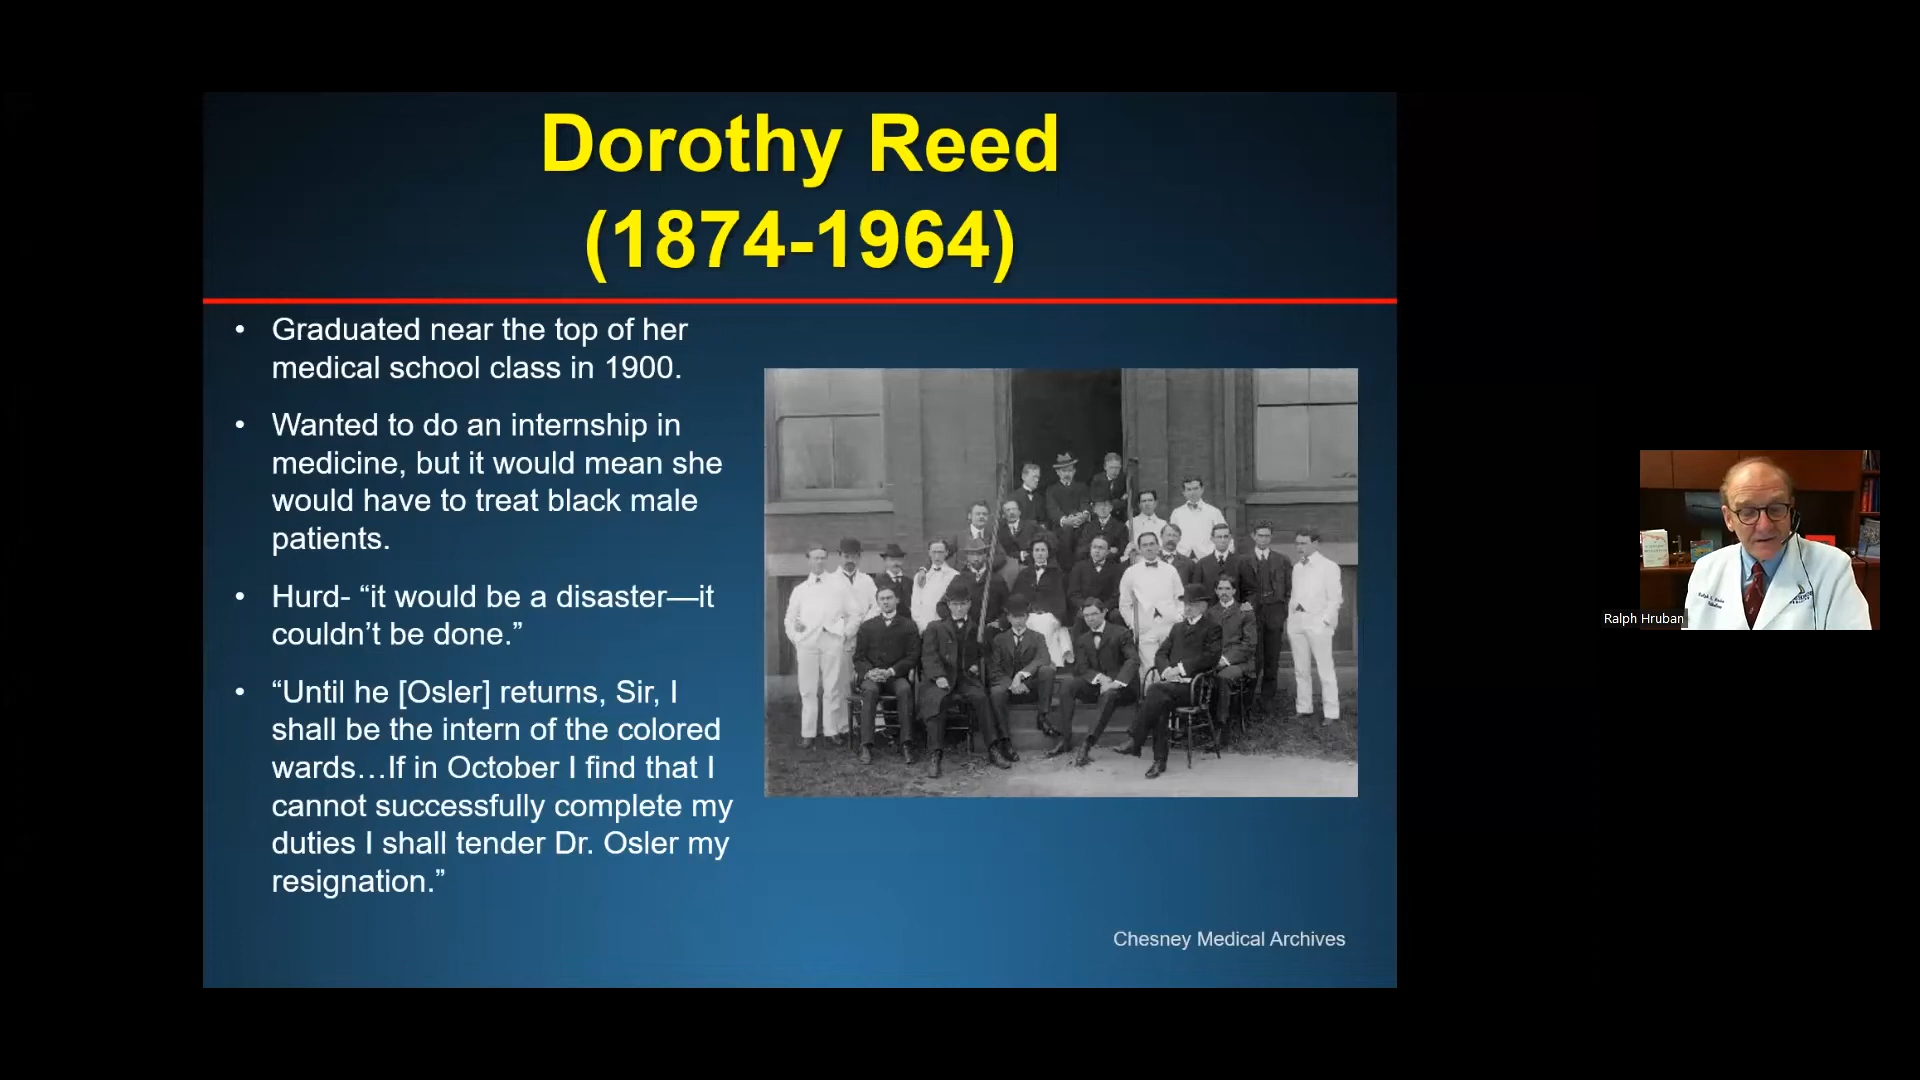 Dorothy Reed
(1874-1964)
• Graduated near the top of her
medical school class in 1900.
• Wanted to do an internship in
medicine, but it would mean she
would have to treat black male
patients.
• Hurd- “it would be a disaster—it
couldn’t be done.”
• “Until he [Osler] returns, Sir, I
shall be the intern of the colored
wards…If in October I find that I
cannot successfully complete my
duties I shall tender Dr. Osler my
resignation.”
Chesney Medical Archives
Ralph Hruban